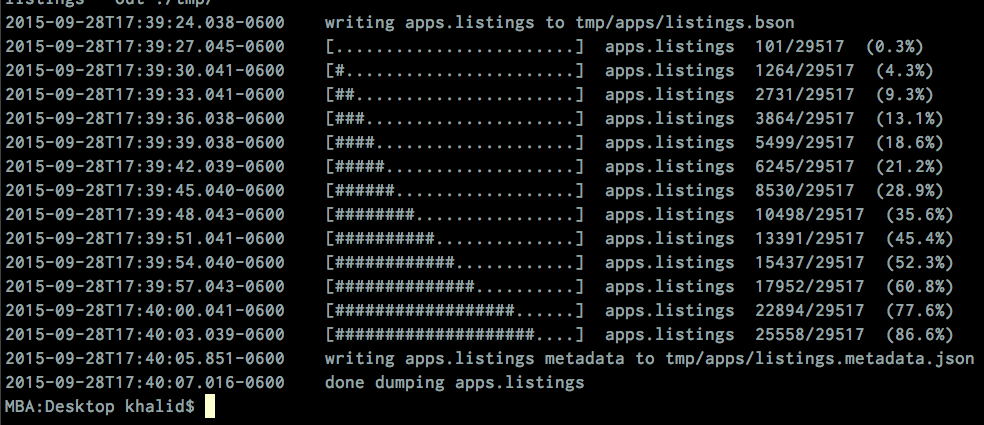 listings --out ./tmp/
2015-09-28T17:39:24.038-0600    writing apps.listings to tmp/apps/listings.bson
2015-09-28T17:39:27.045-0600    [........................]  apps.listings  101/29517  (0.3%)
2015-09-28T17:39:30.041-0600    [#.......................]  apps.listings  1264/29517  (4.3%)
2015-09-28T17:39:33.041-0600    [##......................]  apps.listings  2731/29517  (9.3%)
2015-09-28T17:39:36.038-0600    [###.....................]  apps.listings  3864/29517  (13.1%)
2015-09-28T17:39:39.038-0600    [####....................]  apps.listings  5499/29517  (18.6%)
2015-09-28T17:39:42.039-0600    [#####...................]  apps.listings  6245/29517  (21.2%)
2015-09-28T17:39:45.040-0600    [######..................]  apps.listings  8530/29517  (28.9%)
2015-09-28T17:39:48.043-0600    [########................]  apps.listings  10498/29517  (35.6%)
2015-09-28T17:39:51.041-0600    [##########..............]  apps.listings  13391/29517  (45.4%)
2015-09-28T17:39:54.040-0600    [############............]  apps.listings  15437/29517  (52.3%)
2015-09-28T17:39:57.043-0600    [##############..........]  apps.listings  17952/29517  (60.8%)
2015-09-28T17:40:00.041-0600    [##################......]  apps.listings  22894/29517  (77.6%)
2015-09-28T17:40:03.039-0600    [####################....]  apps.listings  25558/29517  (86.6%)
2015-09-28T17:40:05.851-0600    writing apps.listings metadata to tmp/apps/listings.metadata.json
2015-09-28T17:40:07.016-0600    done dumping apps.listings
MBA:Desktop khalid$